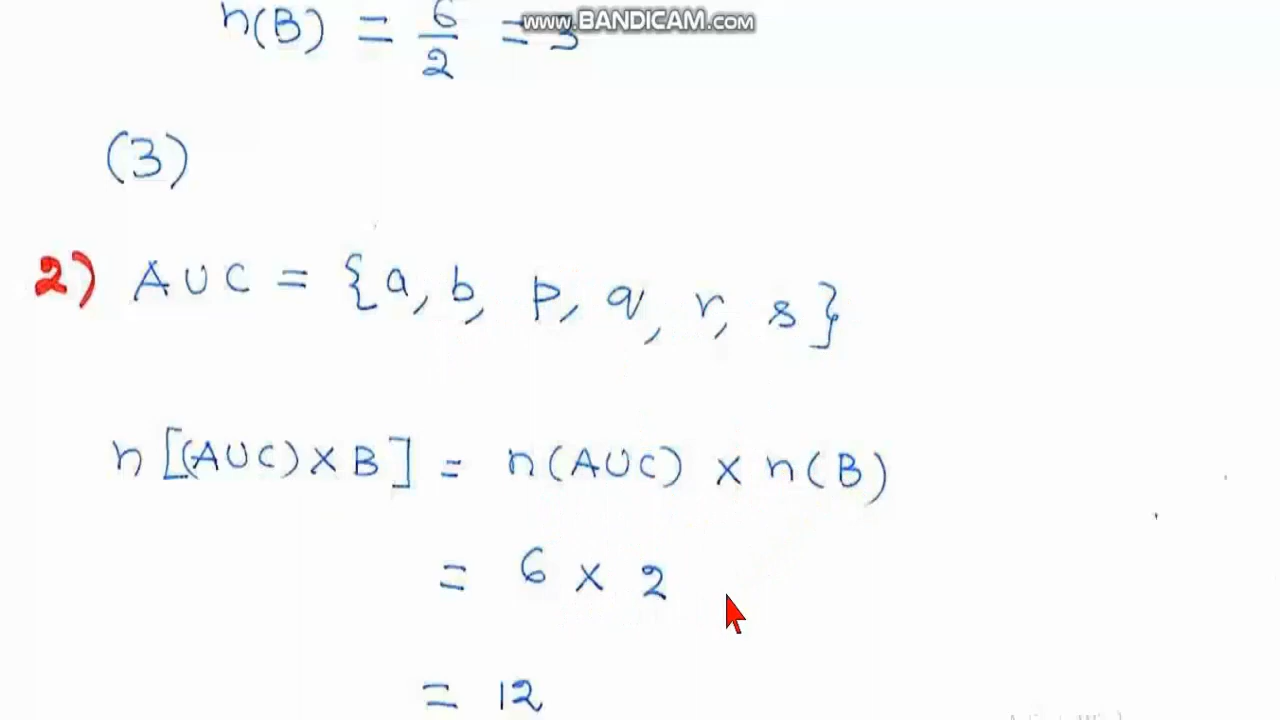 www.BANDICAM.com
n(B) = 6/2 = 3
(3)
2) A∪C = {a, b, p, q, r, s}
n[(A∪C)×B] = n(A∪C) × n(B)
= 6 × 2
= 12